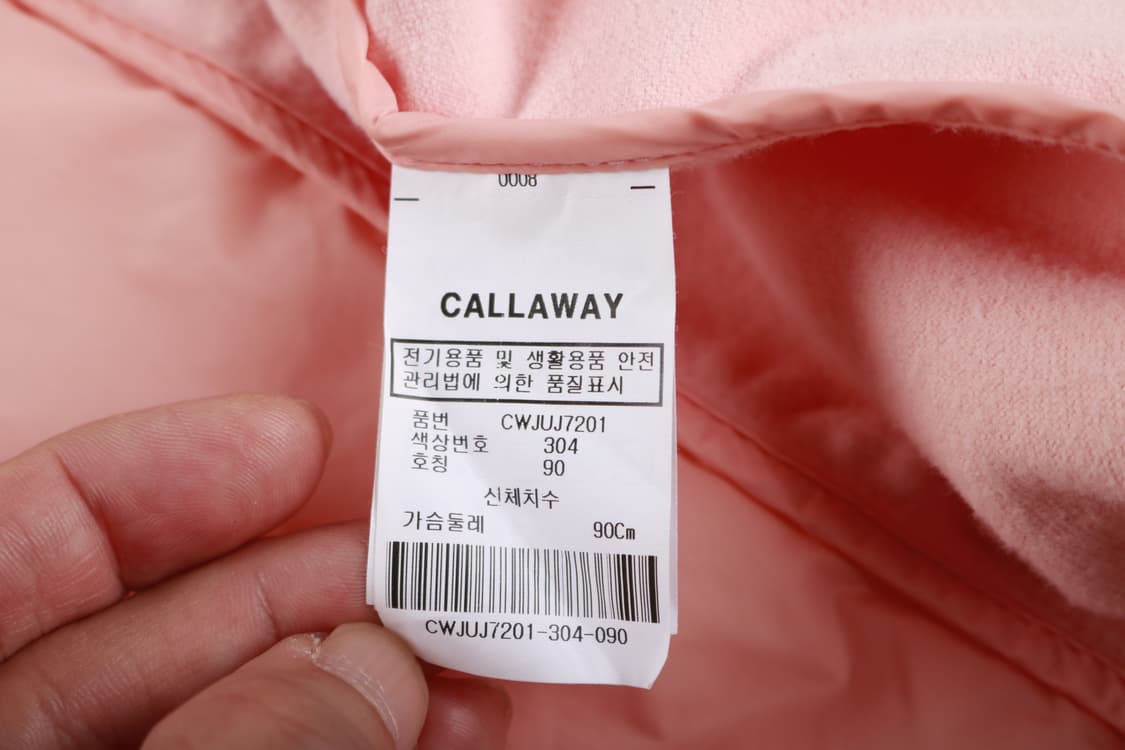 0008
CALLAWAY
전기용품 및 생활용품 안전
관리법에 의한 품질표시
품번 CWJUJ7201
색상번호 304
호칭 90
신체치수
가슴둘레 90Cm
CWJUJ7201-304-090